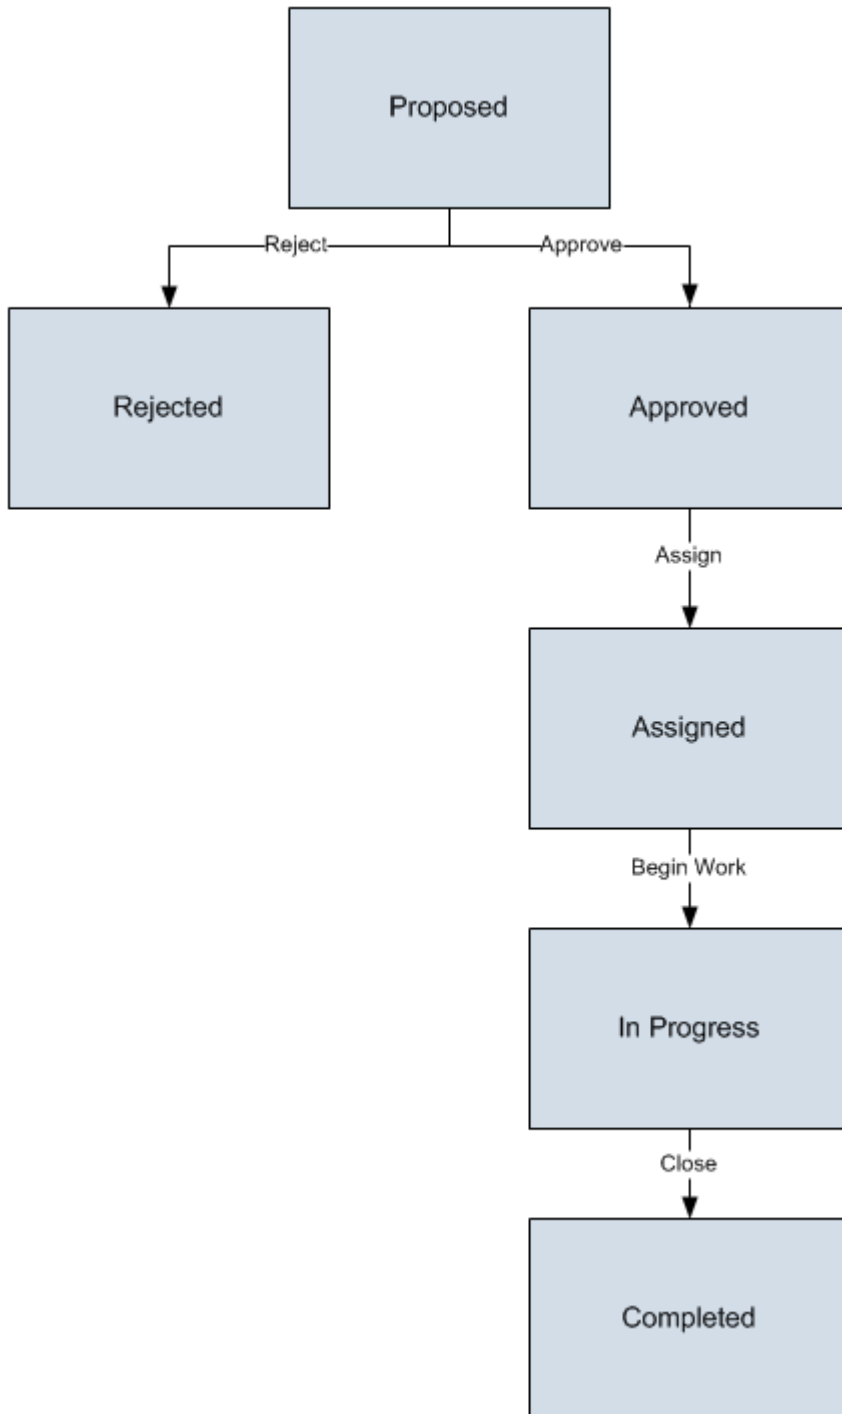 Proposed
Reject
Approve
Rejected
Approved
Assign
Assigned
Begin Work
In Progress
Close
Completed